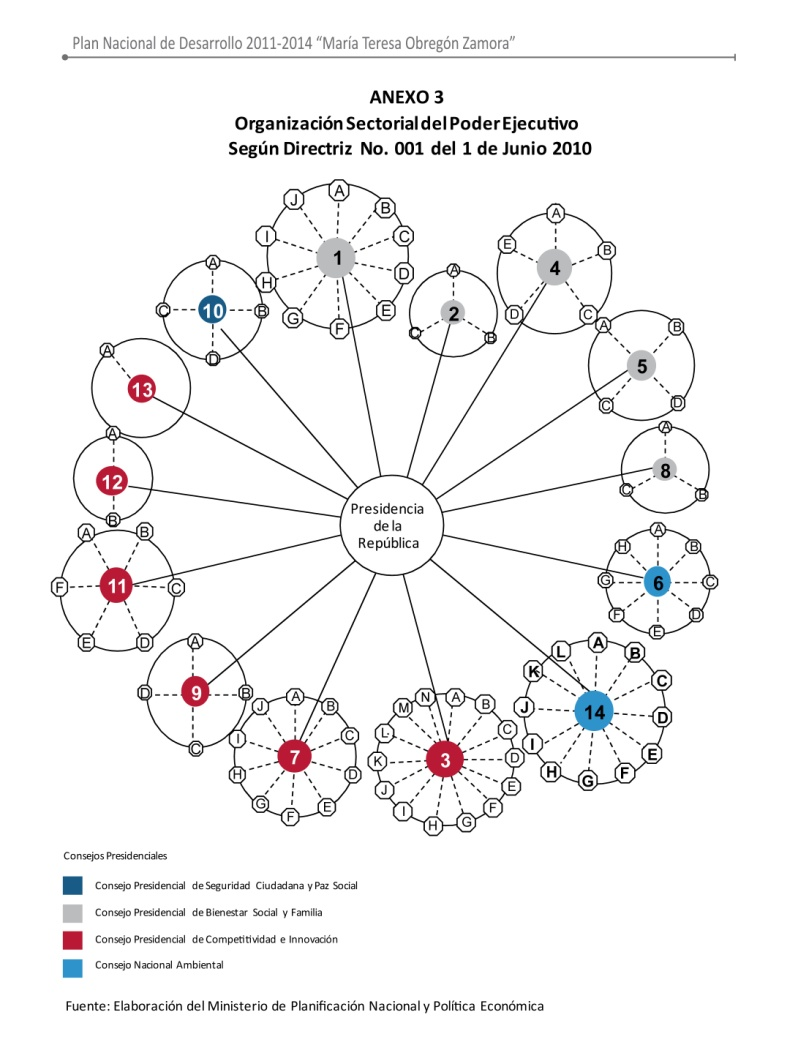 Plan Nacional de Desarrollo 2011-2014 “María Teresa Obregón Zamora”
ANEXO 3
Organización Sectorial del Poder Ejecutivo
Según Directriz No. 001 del 1 de Junio 2010
1
A
B
C
D
E
F
G
H
I
J
2
A
B
C
4
A
B
C
D
E
5
A
B
D
C
8
A
B
C
6
A
B
C
D
E
F
G
H
14
A
B
C
D
E
F
G
H
I
J
K
L
3
A
B
C
D
E
F
G
H
I
J
K
L
M
N
7
A
B
C
D
E
F
G
H
I
J
9
A
B
C
D
11
A
B
C
D
E
F
12
A
B
13
A
10
A
B
D
C
Presidencia
de la
República
Consejos Presidenciales
Consejo Presidencial de Seguridad Ciudadana y Paz Social
Consejo Presidencial de Bienestar Social y Familia
Consejo Presidencial de Competitividad e Innovación
Consejo Nacional Ambiental
Fuente: Elaboración del Ministerio de Planificación Nacional y Política Económica